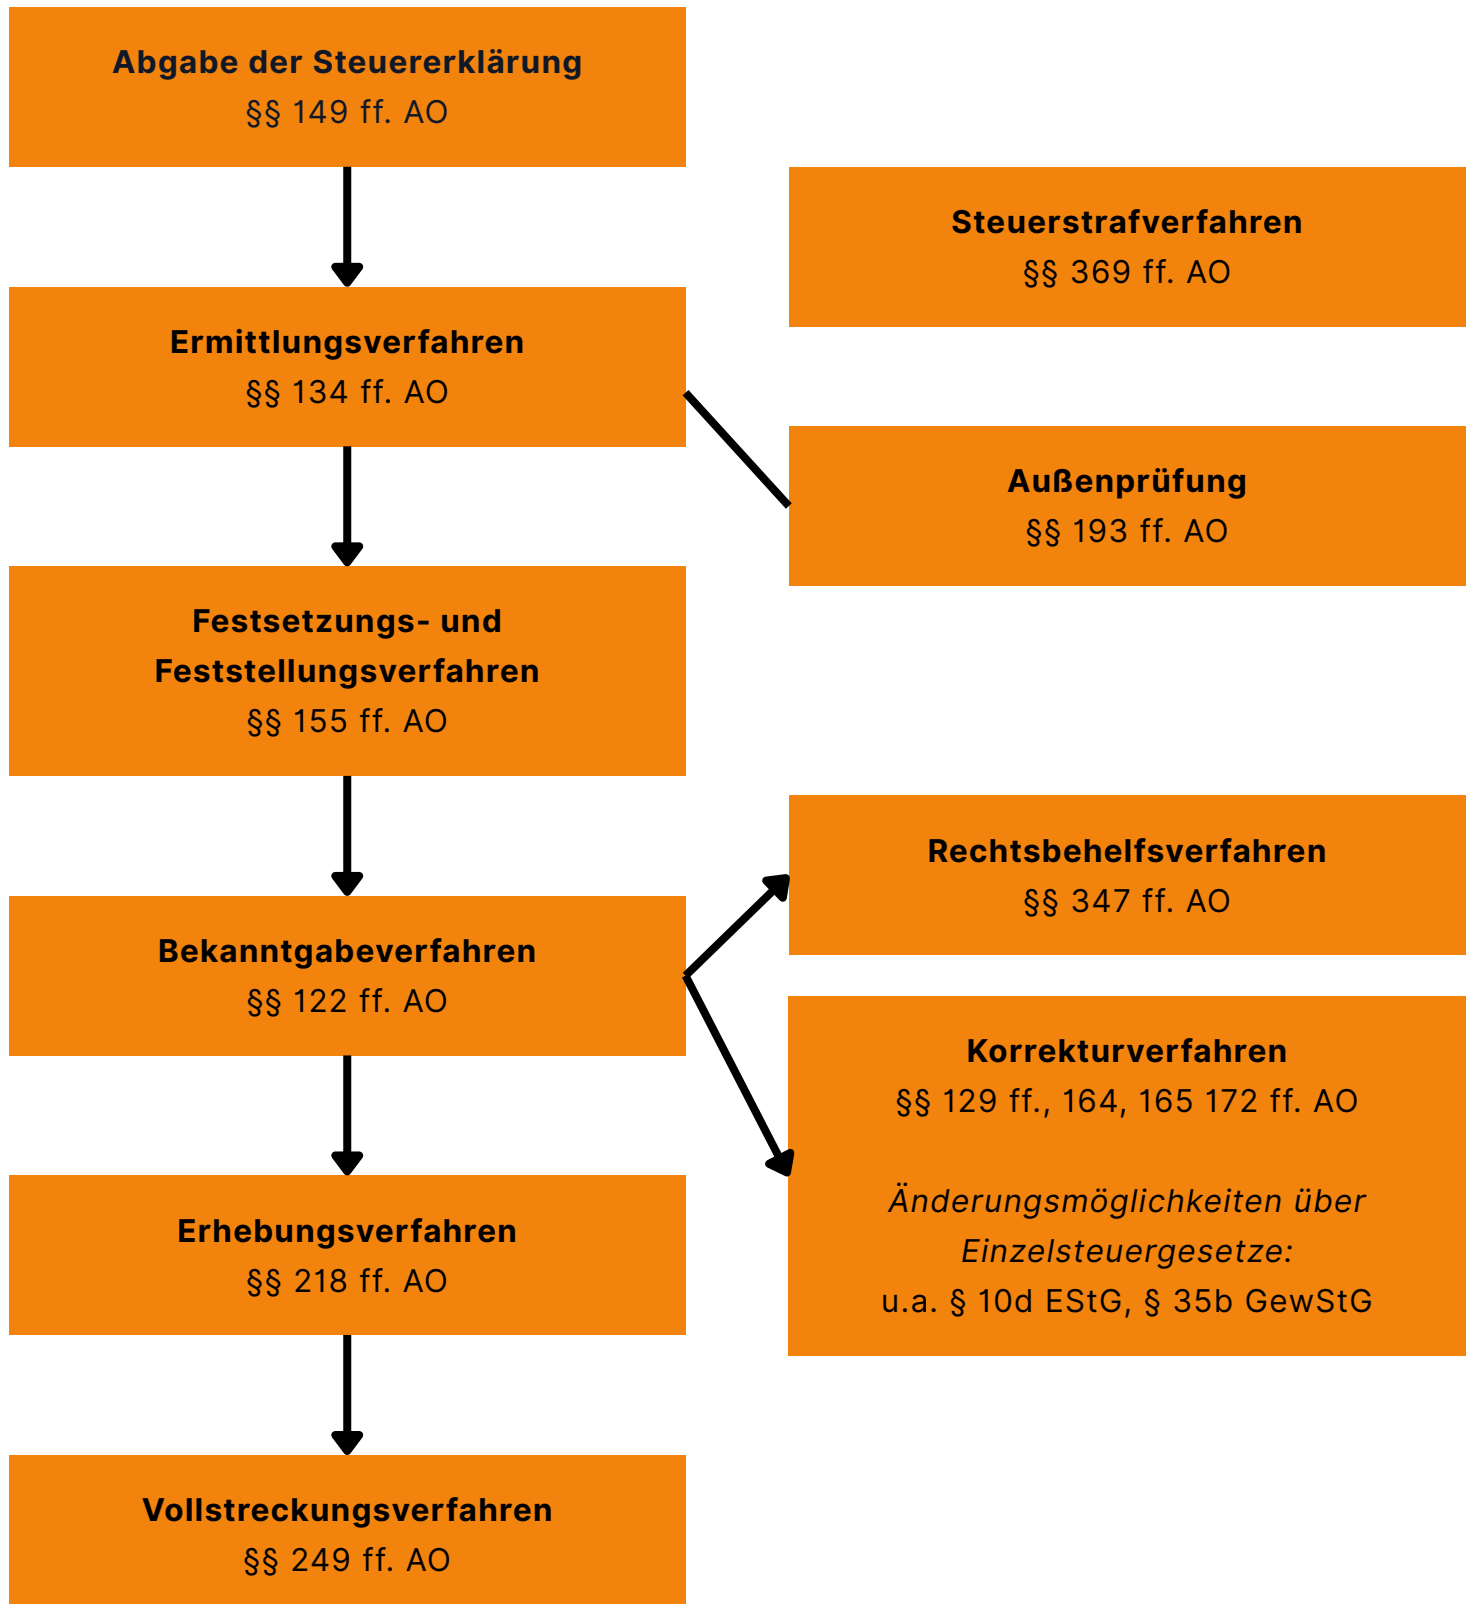 Abgabe der Steuererklärung
§§ 149 ff. AO
Steuerstrafverfahren
§§ 369 ff. AO
Ermittlungsverfahren
§§ 134 ff. AO
Außenprüfung
§§ 193 ff. AO
Festsetzungs- und
Feststellungsverfahren
§§ 155 ff. AO
Rechtsbehelfsverfahren
§§ 347 ff. AO
Bekanntgabeverfahren
§§ 122 ff. AO
Korrekturverfahren
§§ 129 ff., 164, 165 172 ff. AO
Änderungsmöglichkeiten über
Einzelsteuergesetze:
u.a. § 10d EStG, § 35b GewStG
Erhebungsverfahren
§§ 218 ff. AO
Vollstreckungsverfahren
§§ 249 ff. AO